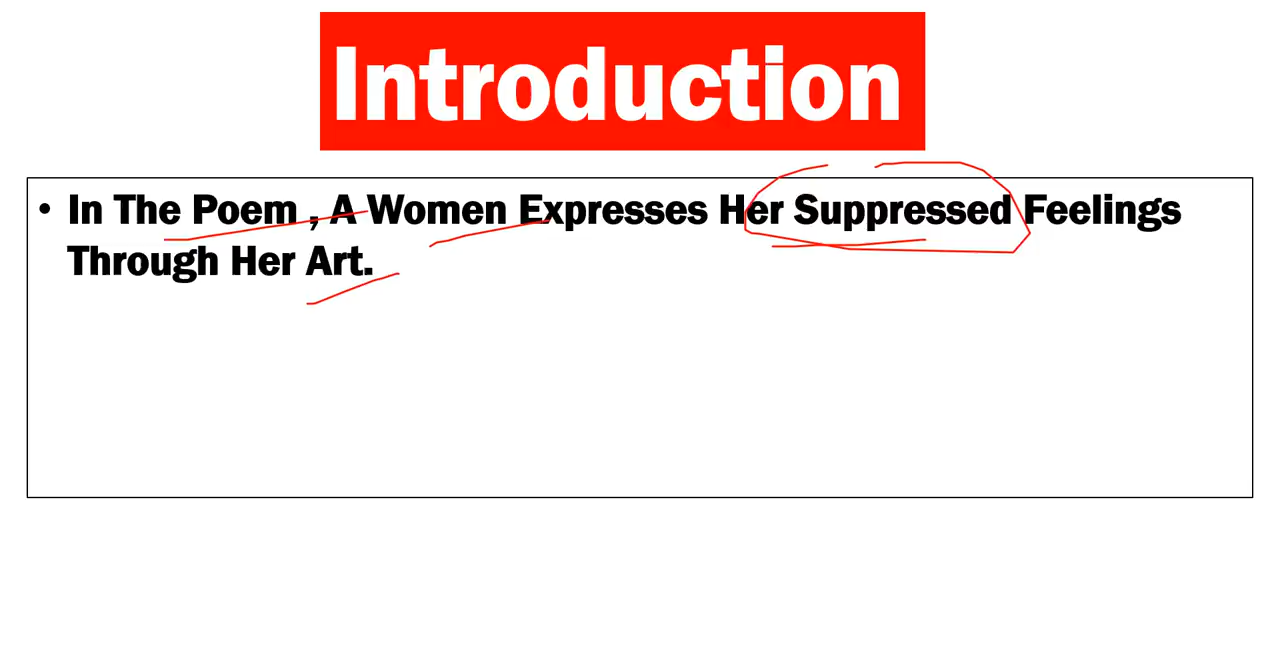 Introduction
• In The Poem , A Women Expresses Her Suppressed Feelings
Through Her Art.